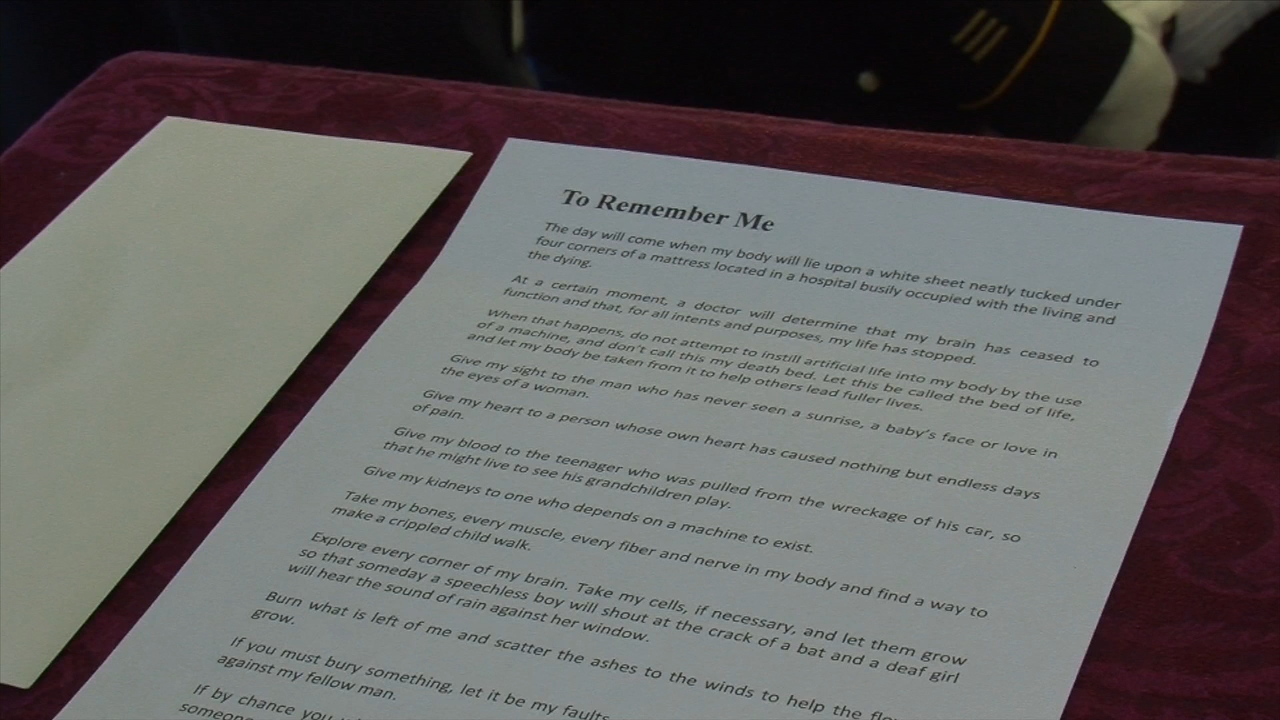 To Remember Me
The day will come when my body will lie upon a white sheet neatly tucked under
four corners of a mattress located in a hospital busily occupied with the living and
the dying.
At a certain moment, a doctor will determine that my brain has ceased to
function and that, for all intents and purposes, my life has stopped.
When that happens, do not attempt to instill artificial life into my body by the use
of a machine, and don't call this my death bed. Let this be called the bed of life,
and let my body be taken from it to help others lead fuller lives.
Give my sight to the man who has never seen a sunrise, a baby's face or love in
the eyes of a woman.
Give my heart to a person whose own heart has caused nothing but endless days
of pain.
Give my blood to the teenager who was pulled from the wreckage of his car, so
that he might live to see his grandchildren play.
Give my kidneys to one who depends on a machine to exist.
Take my bones, every muscle, every fiber and nerve in my body and find a way to
make a crippled child walk.
Explore every corner of my brain. Take my cells, if necessary, and let them grow
so that someday a speechless boy will shout at the crack of a bat and a deaf girl
will hear the sound of rain against her window.
Burn what is left of me and scatter the ashes to the winds to help the
grow.
If you must bury something, let it be my faults
against my fellow man.
If by chance you